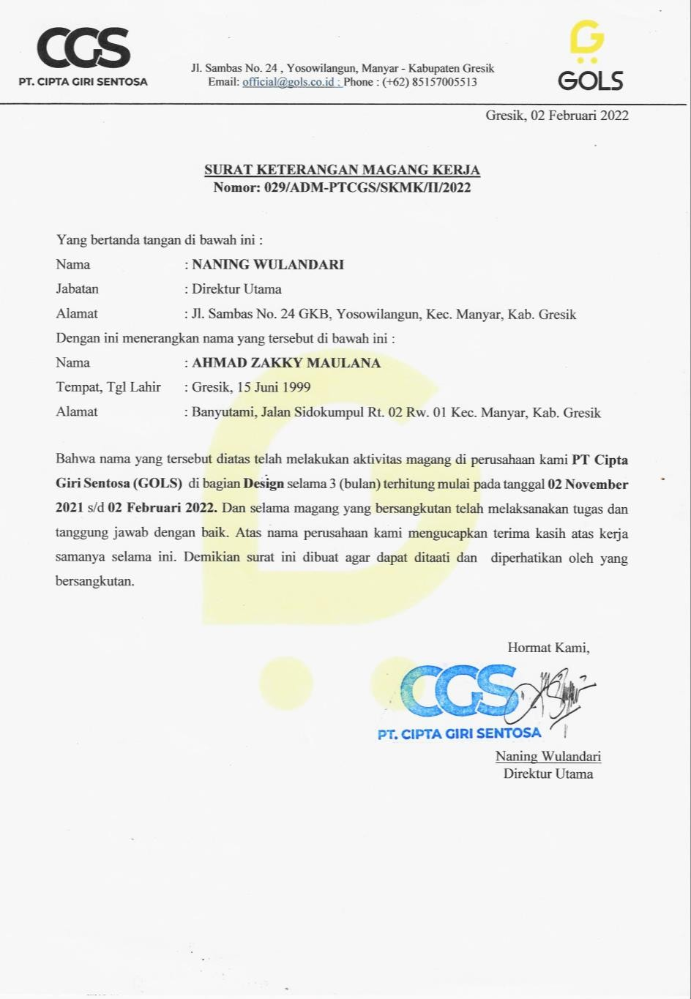 CGS
PT. CIPTA GIRI SENTOSA
Jl. Sambas No. 24 , Yosowilangun, Manyar - Kabupaten Gresik
Email: official@gols.co.id ; Phone : (+62) 85157005513
GOLS
Gresik, 02 Februari 2022
SURAT KETERANGAN MAGANG KERJA
Nomor: 029/ADM-PTCGS/SKMK/II/2022
Yang bertanda tangan di bawah ini :
Nama : NANING WULANDARI
Jabatan : Direktur Utama
Alamat : Jl. Sambas No. 24 GKB, Yosowilangun, Kec. Manyar, Kab. Gresik
Dengan ini menerangkan nama yang tersebut di bawah ini :
Nama : AHMAD ZAKKY MAULANA
Tempat, Tgl Lahir : Gresik, 15 Juni 1999
Alamat : Banyutami, Jalan Sidokumpul Rt. 02 Rw. 01 Kec. Manyar, Kab. Gresik
Bahwa nama yang tersebut diatas telah melakukan aktivitas magang di perusahaan kami PT Cipta
Giri Sentosa (GOLS) di bagian Design selama 3 (bulan) terhitung mulai pada tanggal 02 November
2021 s/d 02 Februari 2022. Dan selama magang yang bersangkutan telah melaksanakan tugas dan
tanggung jawab dengan baik. Atas nama perusahaan kami mengucapkan terima kasih atas kerja
samanya selama ini. Demikian surat ini dibuat agar dapat ditaati dan diperhatikan oleh yang
bersangkutan.
Hormat Kami,
CGS
PT. CIPTA GIRI SENTOSA
Naning Wulandari
Direktur Utama